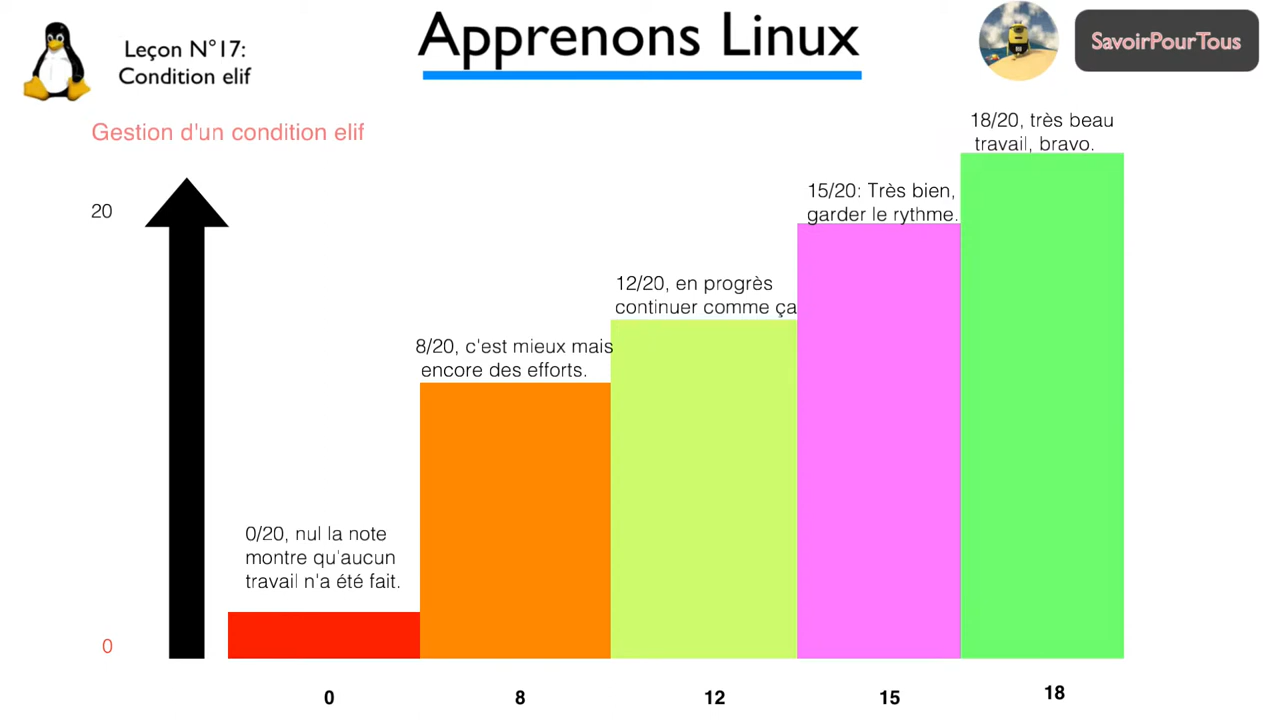 Leçon N°17:
Condition elif
Apprenons Linux
SavoirPourTous
Gestion d'un condition elif
18/20, très beau
travail, bravo.
20
15/20: Très bien,
garder le rythme.
12/20, en progrès
continuer comme ça
8/20, c'est mieux mais
encore des efforts.
0/20, nul la note
montre qu'aucun
travail n'a été fait.
0
0
8
12
15
18